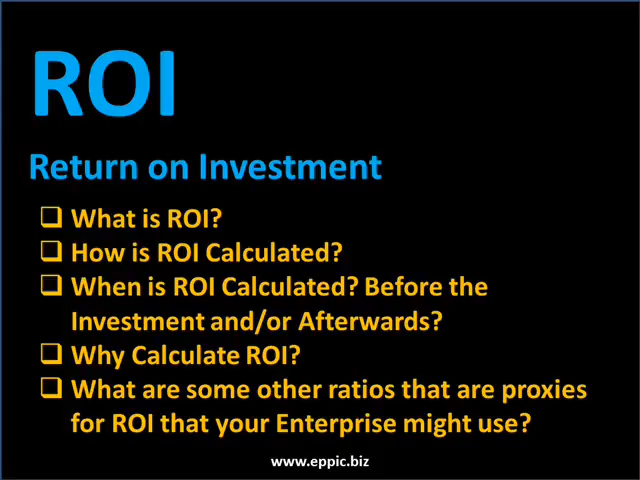 ROI
Return on Investment
❑ What is ROI?
❑ How is ROI Calculated?
❑ When is ROI Calculated? Before the
Investment and/or Afterwards?
❑ Why Calculate ROI?
❑ What are some other ratios that are proxies
for ROI that your Enterprise might use?
www.eppic.biz